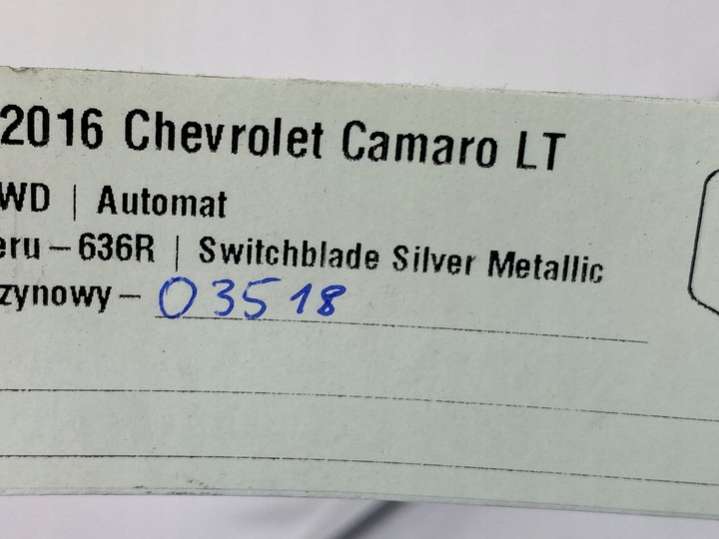 2016 Chevrolet Camaro LT
WD | Automat
eru – 636R | Switchblade Silver Metallic
zynowy – 03518